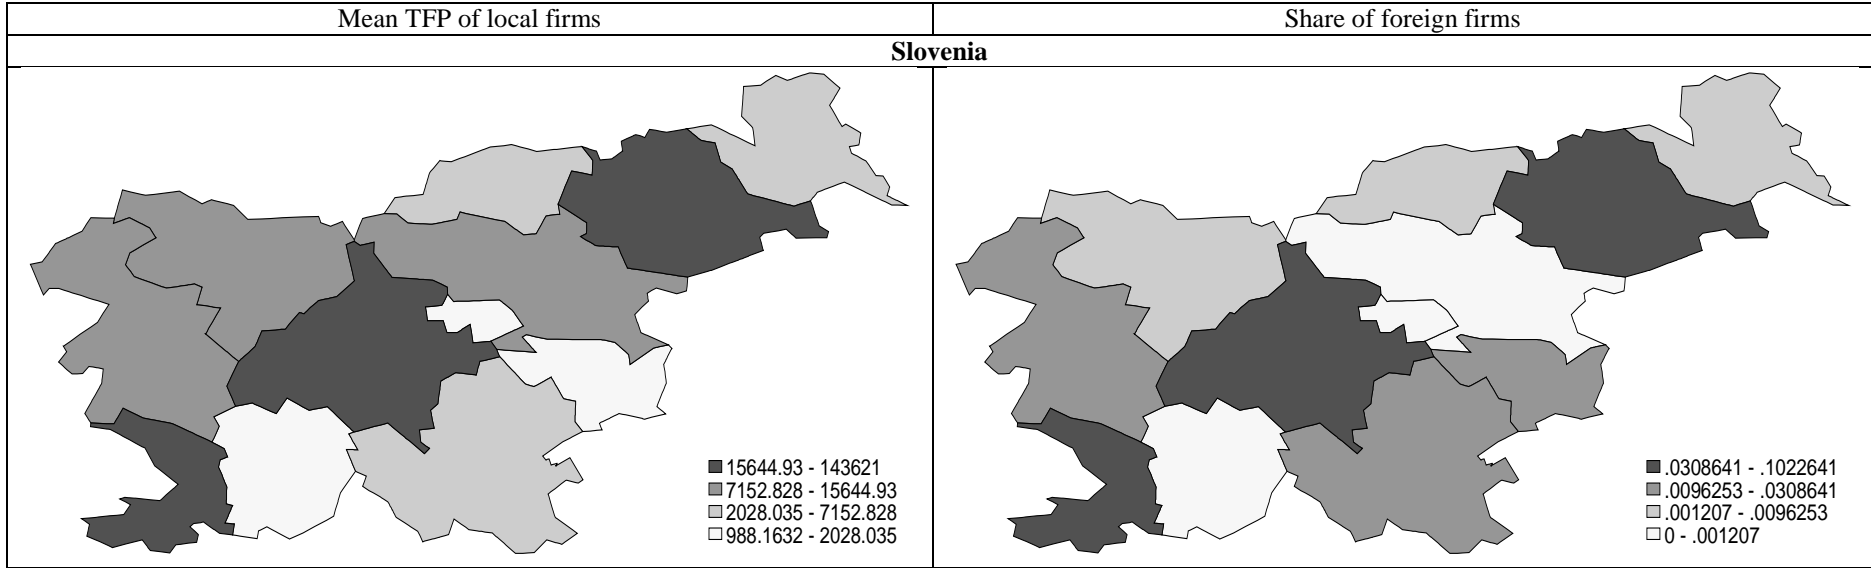 Mean TFP of local firms
Share of foreign firms
Slovenia
15644.93 - 143621
7152.828 - 15644.93
2028.035 - 7152.828
988.1632 - 2028.035
.0308641 - .1022641
.0096253 - .0308641
.001207 - .0096253
0 - .001207